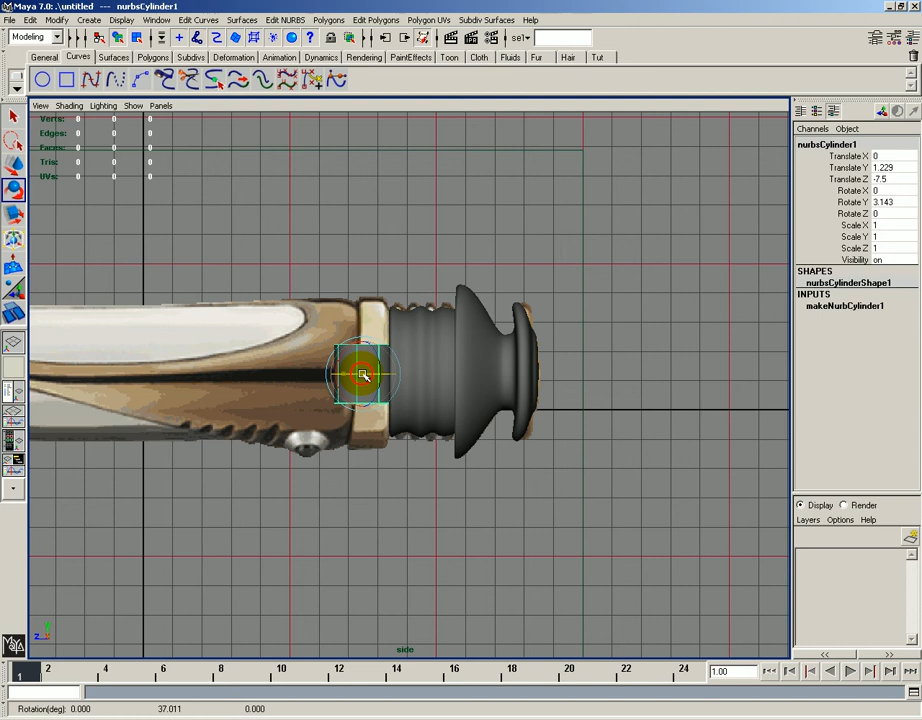 Maya 7.0: .\untitled --- nurbsCylinder1
File Edit Modify Create Display Window Edit Curves Surfaces Edit NURBS Polygons Edit Polygons Polygon UVs Subdiv Surfaces Help
Modeling
sel
General Curves Surfaces Polygons Subdivs Deformation Animation Dynamics Rendering PaintEffects Toon Cloth Fluids Fur Hair Tut
View Shading Lighting Show Panels
Verts: 0 0 0
Edges: 0 0 0
Faces: 0 0 0
Tris: 0 0 0
UVs: 0 0 0
Channels Object
nurbsCylinder1
Translate X 0
Translate Y 1.229
Translate Z -7.5
Rotate X 0
Rotate Y 3.143
Rotate Z 0
Scale X 1
Scale Y 1
Scale Z 1
Visibility on
SHAPES
nurbsCylinderShape1
INPUTS
makeNurbCylinder1
Display Render
Layers Options Help
side
1 2 4 6 8 10 12 14 16 18 20 22 24 1.00
Rotation(deg): 0.000 37.011 0.000